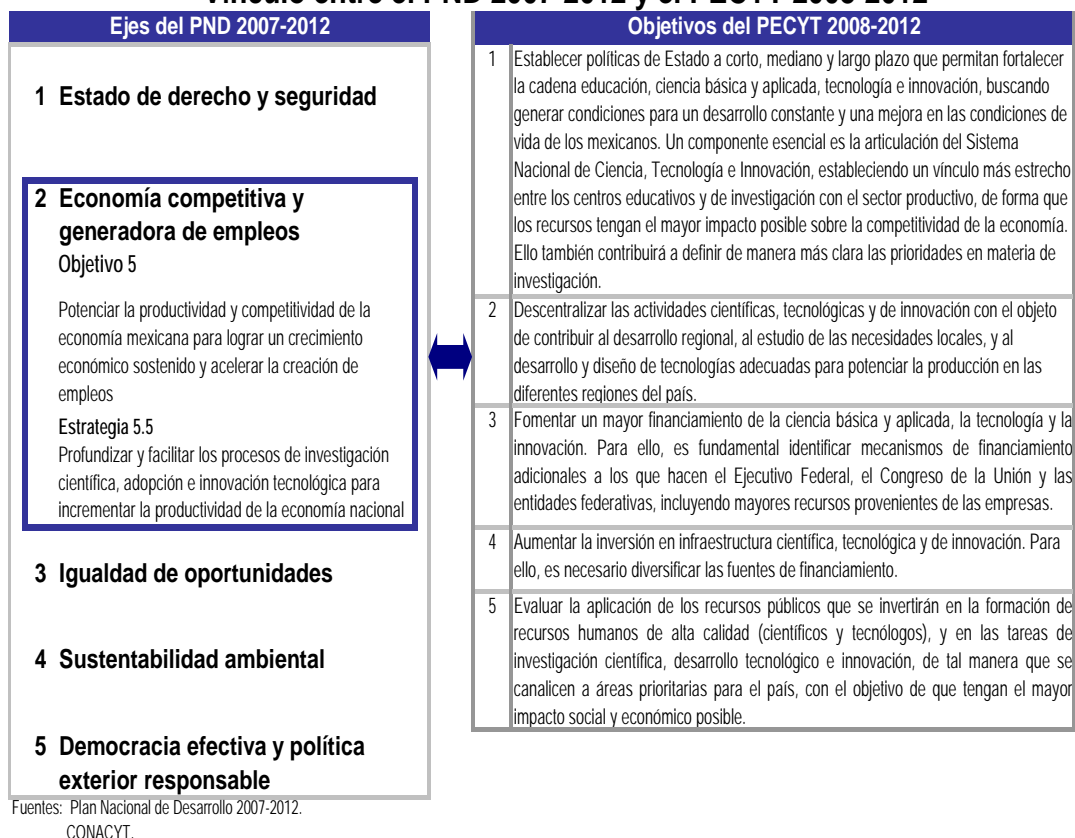 Vínculo entre el PND 2007-2012 y el PECYT 2008-2012
Ejes del PND 2007-2012
1 Estado de derecho y seguridad
2 Economía competitiva y
generadora de empleos
Objetivo 5
Potenciar la productividad y competitividad de la
economía mexicana para lograr un crecimiento
económico sostenido y acelerar la creación de
empleos
Estrategia 5.5
Profundizar y facilitar los procesos de investigación
científica, adopción e innovación tecnológica para
incrementar la productividad de la economía nacional
3 Igualdad de oportunidades
4 Sustentabilidad ambiental
5 Democracia efectiva y política
exterior responsable
Objetivos del PECYT 2008-2012
1 Establecer políticas de Estado a corto, mediano y largo plazo que permitan fortalecer
la cadena educación, ciencia básica y aplicada, tecnología e innovación, buscando
generar condiciones para un desarrollo constante y una mejora en las condiciones de
vida de los mexicanos. Un componente esencial es la articulación del Sistema
Nacional de Ciencia, Tecnología e Innovación, estableciendo un vínculo más estrecho
entre los centros educativos y de investigación con el sector productivo, de forma que
los recursos tengan el mayor impacto posible sobre la competitividad de la economía.
Ello también contribuirá a definir de manera más clara las prioridades en materia de
investigación.
2 Descentralizar las actividades científicas, tecnológicas y de innovación con el objeto
de contribuir al desarrollo regional, al estudio de las necesidades locales, y al
desarrollo y diseño de tecnologías adecuadas para potenciar la producción en las
diferentes regiones del país.
3 Fomentar un mayor financiamiento de la ciencia básica y aplicada, la tecnología y la
innovación. Para ello, es fundamental identificar mecanismos de financiamiento
adicionales a los que hacen el Ejecutivo Federal, el Congreso de la Unión y las
entidades federativas, incluyendo mayores recursos provenientes de las empresas.
4 Aumentar la inversión en infraestructura científica, tecnológica y de innovación. Para
ello, es necesario diversificar las fuentes de financiamiento.
5 Evaluar la aplicación de los recursos públicos que se invertirán en la formación de
recursos humanos de alta calidad (científicos y tecnólogos), y en las tareas de
investigación científica, desarrollo tecnológico e innovación, de tal manera que se
canalicen a áreas prioritarias para el país, con el objetivo de que tengan el mayor
impacto social y económico posible.
Fuentes: Plan Nacional de Desarrollo 2007-2012.
CONACYT.